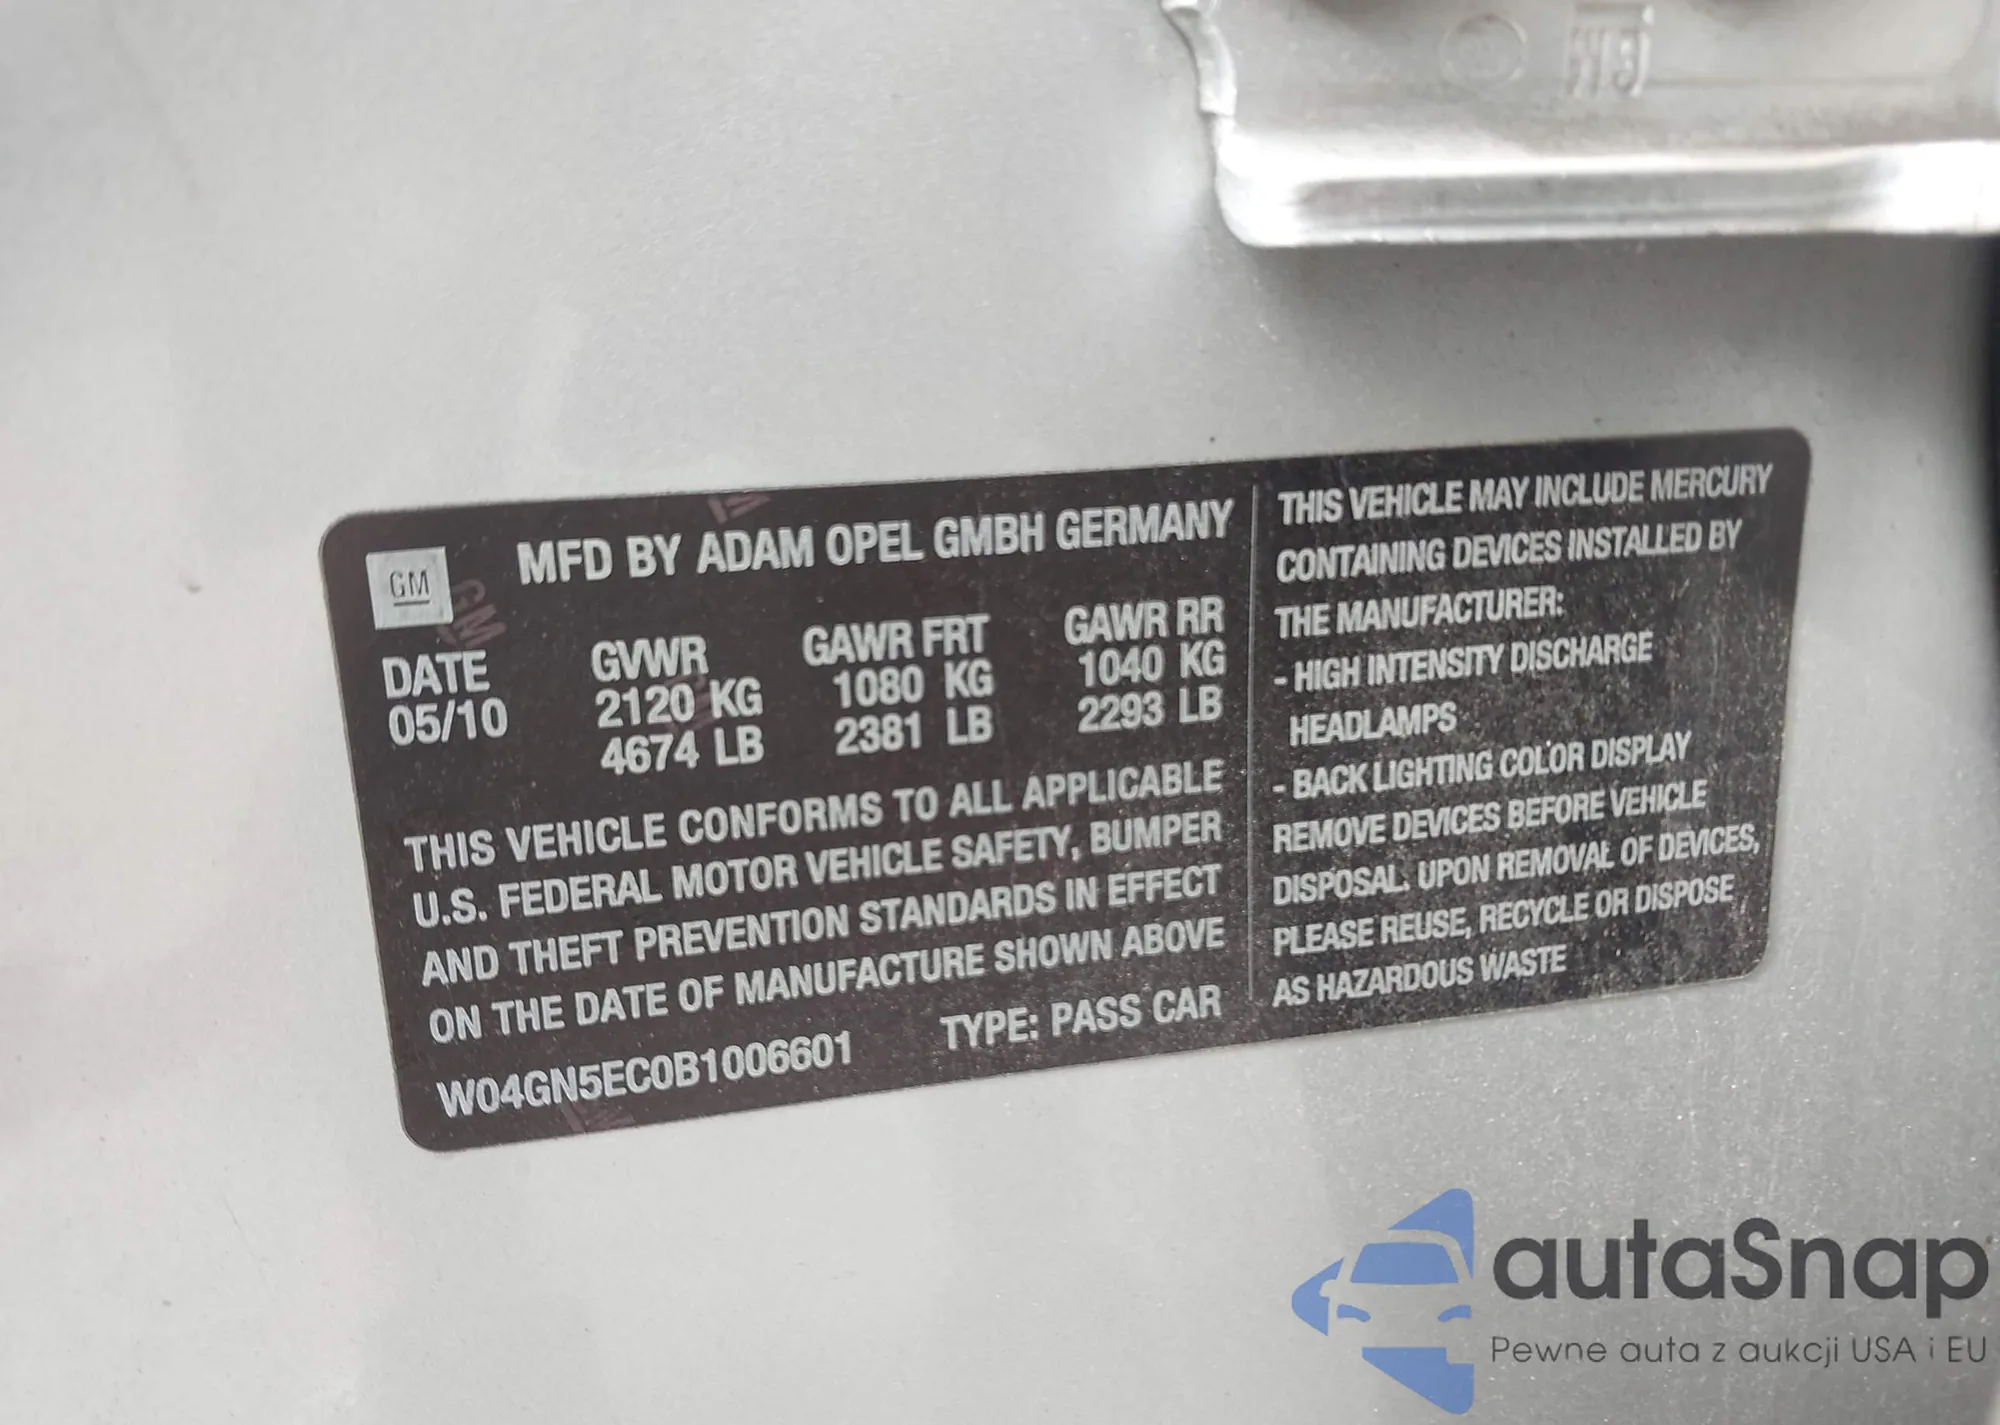 GM
MFD BY ADAM OPEL GMBH GERMANY
DATE GVWR GAWR FRT GAWR RR
05/10 2120 KG 1080 KG 1040 KG
4674 LB 2381 LB 2293 LB
THIS VEHICLE CONFORMS TO ALL APPLICABLE
U.S. FEDERAL MOTOR VEHICLE SAFETY, BUMPER
AND THEFT PREVENTION STANDARDS IN EFFECT
ON THE DATE OF MANUFACTURE SHOWN ABOVE
W04GN5EC0B1006601 TYPE: PASS CAR
THIS VEHICLE MAY INCLUDE MERCURY
CONTAINING DEVICES INSTALLED BY
THE MANUFACTURER:
- HIGH INTENSITY DISCHARGE
HEADLAMPS
- BACK LIGHTING COLOR DISPLAY
REMOVE DEVICES BEFORE VEHICLE
DISPOSAL. UPON REMOVAL OF DEVICES,
PLEASE REUSE, RECYCLE OR DISPOSE
AS HAZARDOUS WASTE
autaSnap
Pewne auta z aukcji USA i EU